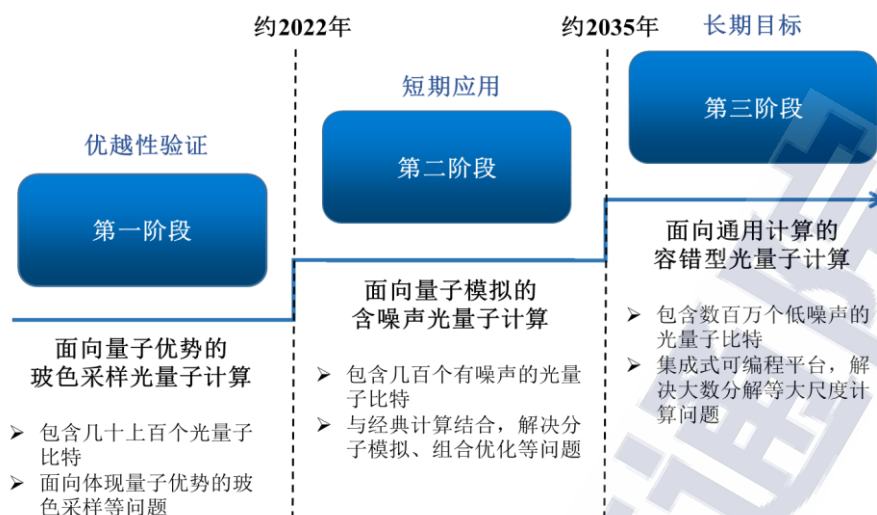 约2022年
约2035年
长期目标
短期应用
优越性验证
第一阶段
第二阶段
第三阶段
面向量子优势的
玻色采样光量子计算
➢ 包含几十上百个光量子
比特
➢ 面向体现量子优势的玻
色采样等问题
面向量子模拟的
含噪声光量子计算
➢ 包含几百个有噪声的光量
子比特
➢ 与经典计算结合，解决分
子模拟、组合优化等问题
面向通用计算的
容错型光量子计算
➢ 包含数百万个低噪声的
光量子比特
➢ 集成式可编程平台，解
决大数分解等大尺度计
算问题